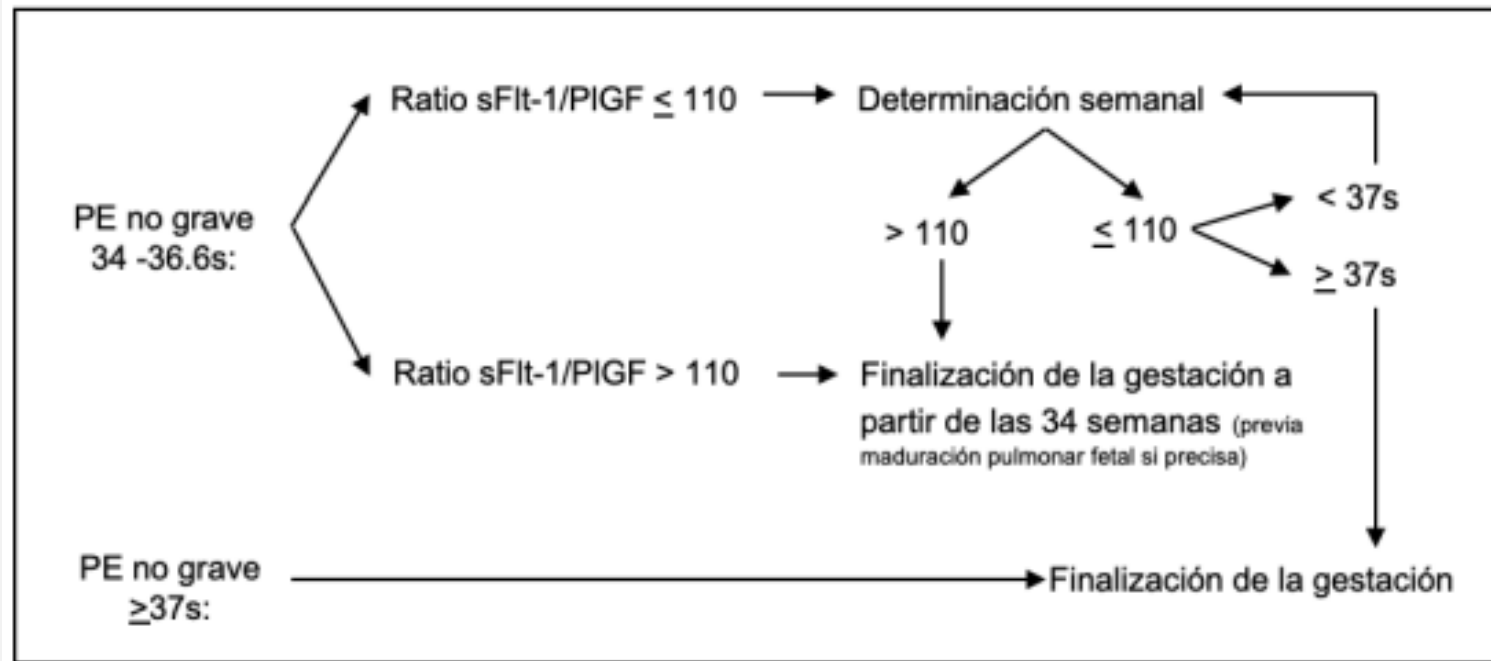 Ratio sFlt-1/PlGF ≤ 110
Determinación semanal
PE no grave
34 -36.6s:
> 110
≤ 110
< 37s
≥ 37s
Ratio sFlt-1/PlGF > 110
Finalización de la gestación a
partir de las 34 semanas (previa
maduración pulmonar fetal si precisa)
PE no grave
≥37s:
Finalización de la gestación